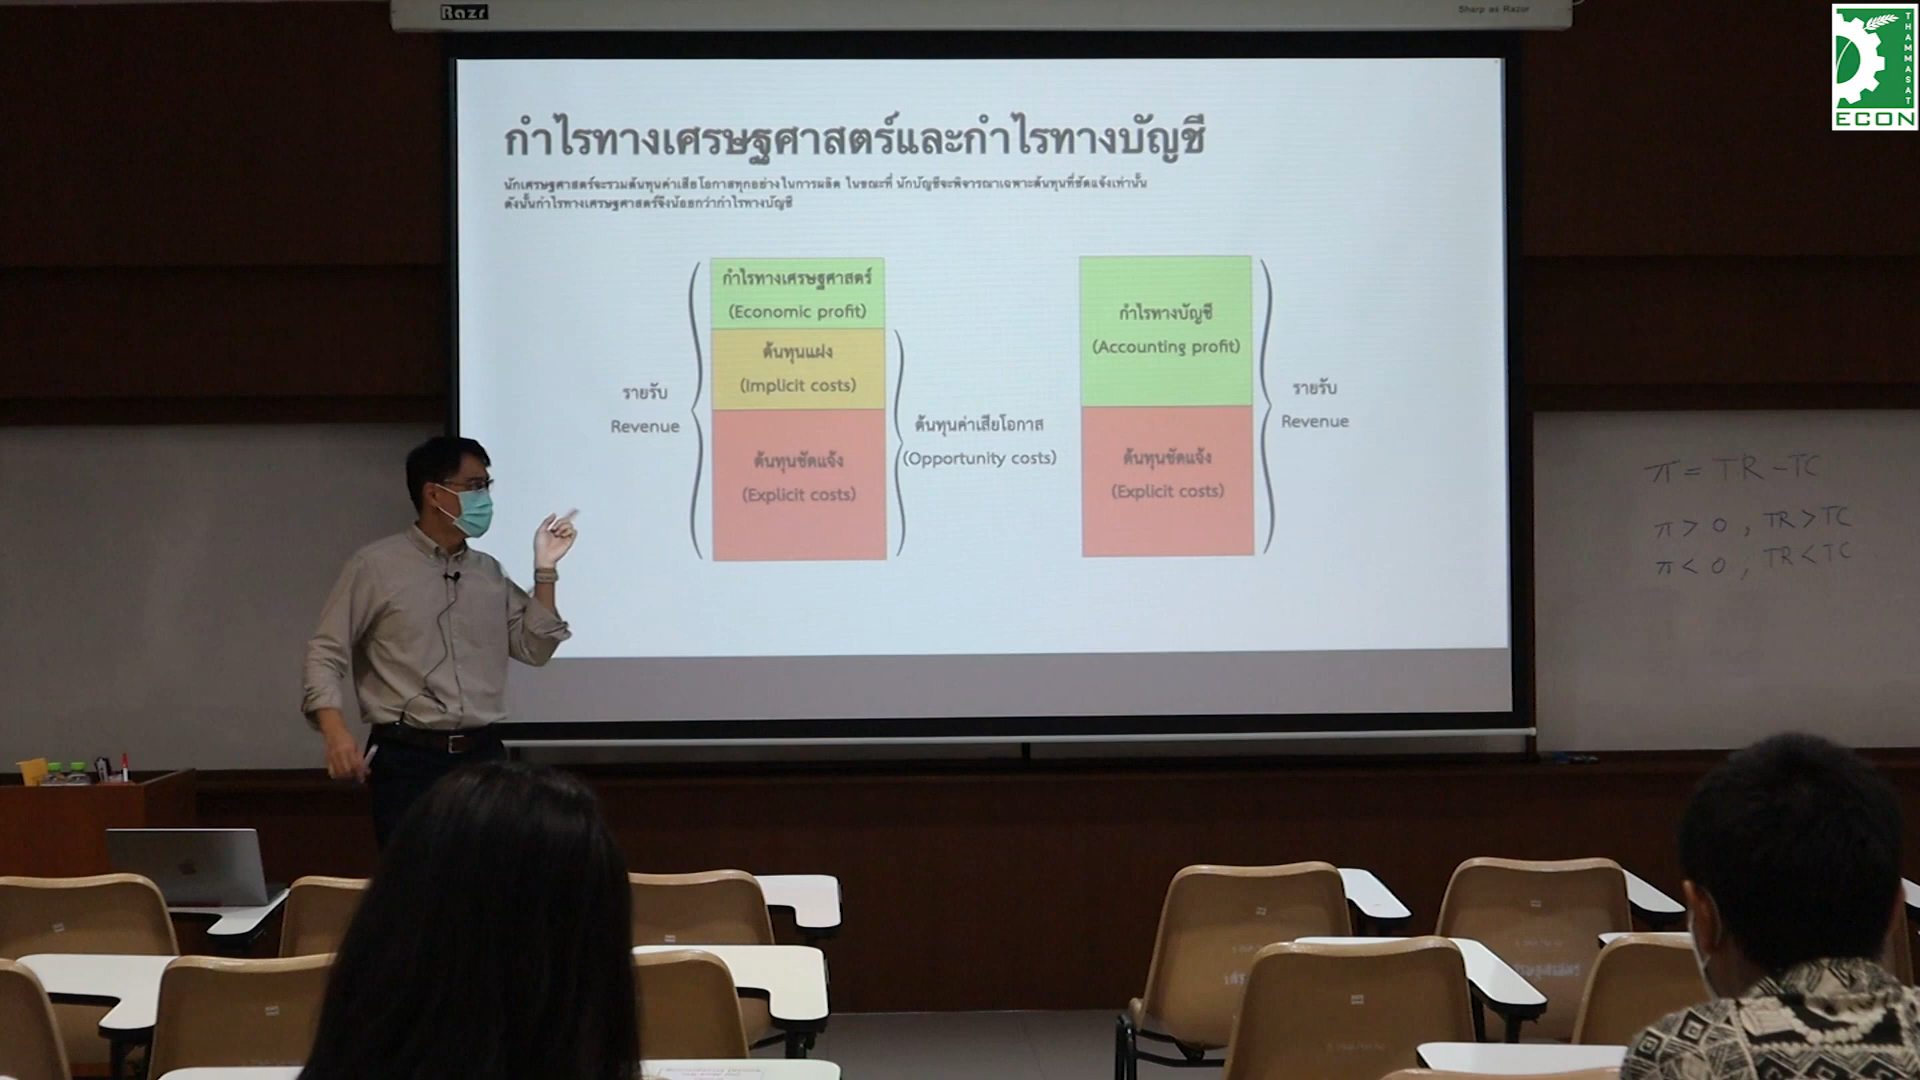 Razr
Sharp as Razor
THAMMASAT
ECON
กำไรทางเศรษฐศาสตร์และกำไรทางบัญชี
นักเศรษฐศาสตร์จะรวมต้นทุนค่าเสียโอกาสทุกอย่างในการผลิต ในขณะที่ นักบัญชีจะพิจารณาเฉพาะต้นทุนที่ชัดแจ้งเท่านั้น
ดังนั้นกำไรทางเศรษฐศาสตร์จึงน้อยกว่ากำไรทางบัญชี
รายรับ
Revenue
กำไรทางเศรษฐศาสตร์
(Economic profit)
ต้นทุนแฝง
(Implicit costs)
ต้นทุนชัดแจ้ง
(Explicit costs)
ต้นทุนค่าเสียโอกาส
(Opportunity costs)
กำไรทางบัญชี
(Accounting profit)
ต้นทุนชัดแจ้ง
(Explicit costs)
รายรับ
Revenue
π = TR - TC
π > 0 , TR > TC
π < 0 , TR < TC